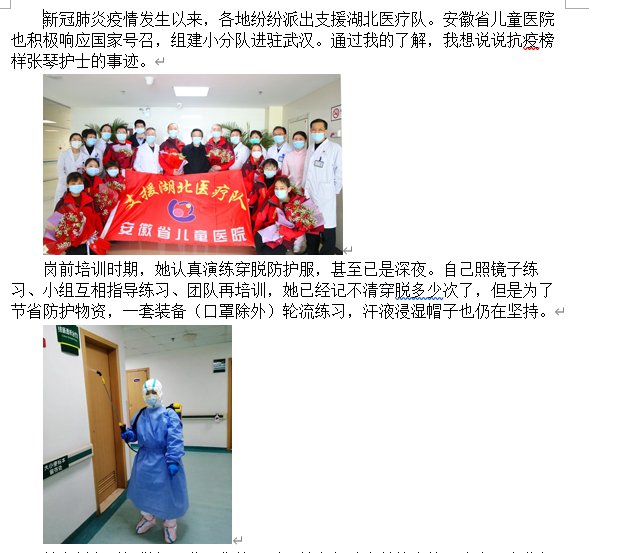 新冠肺炎疫情发生以来，各地纷纷派出支援湖北医疗队。安徽省儿童医院
也积极响应国家号召，组建小分队进驻武汉。通过我的了解，我想说说抗疫榜
样张琴护士的事迹。
支援湖北医疗队
安徽省儿童医院
岗前培训时期，她认真演练穿脱防护服，甚至已是深夜。自己照镜子练
习、小组互相指导练习、团队再培训，她已经记不清穿脱多少次了，但是为了
节省防护物资，一套装备（口罩除外）轮流练习，汗液浸湿帽子也仍在坚持。